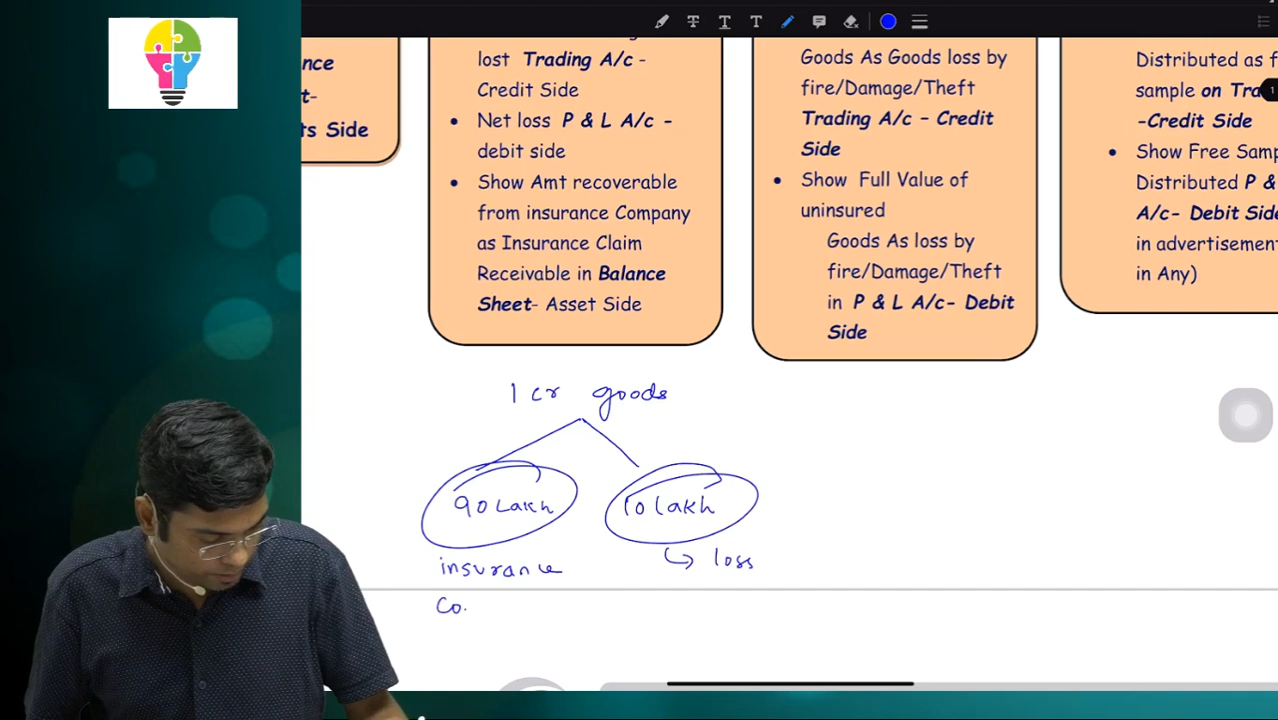 ance
t-
ts Side
lost Trading A/c -
Credit Side
• Net loss P & L A/c -
debit side
• Show Amt recoverable
from insurance Company
as Insurance Claim
Receivable in Balance
Sheet- Asset Side
Goods As Goods loss by
fire/Damage/Theft
Trading A/c - Credit
Side
• Show Full Value of
uninsured
Goods As loss by
fire/Damage/Theft
in P & L A/c- Debit
Side
Distributed as f
sample on Tra
-Credit Side
• Show Free Samp
Distributed P &
A/c- Debit Side
in advertisement
in Any)
1
1 cr goods
90 Lakh 10 lakh
insurance ↳ loss
Co.